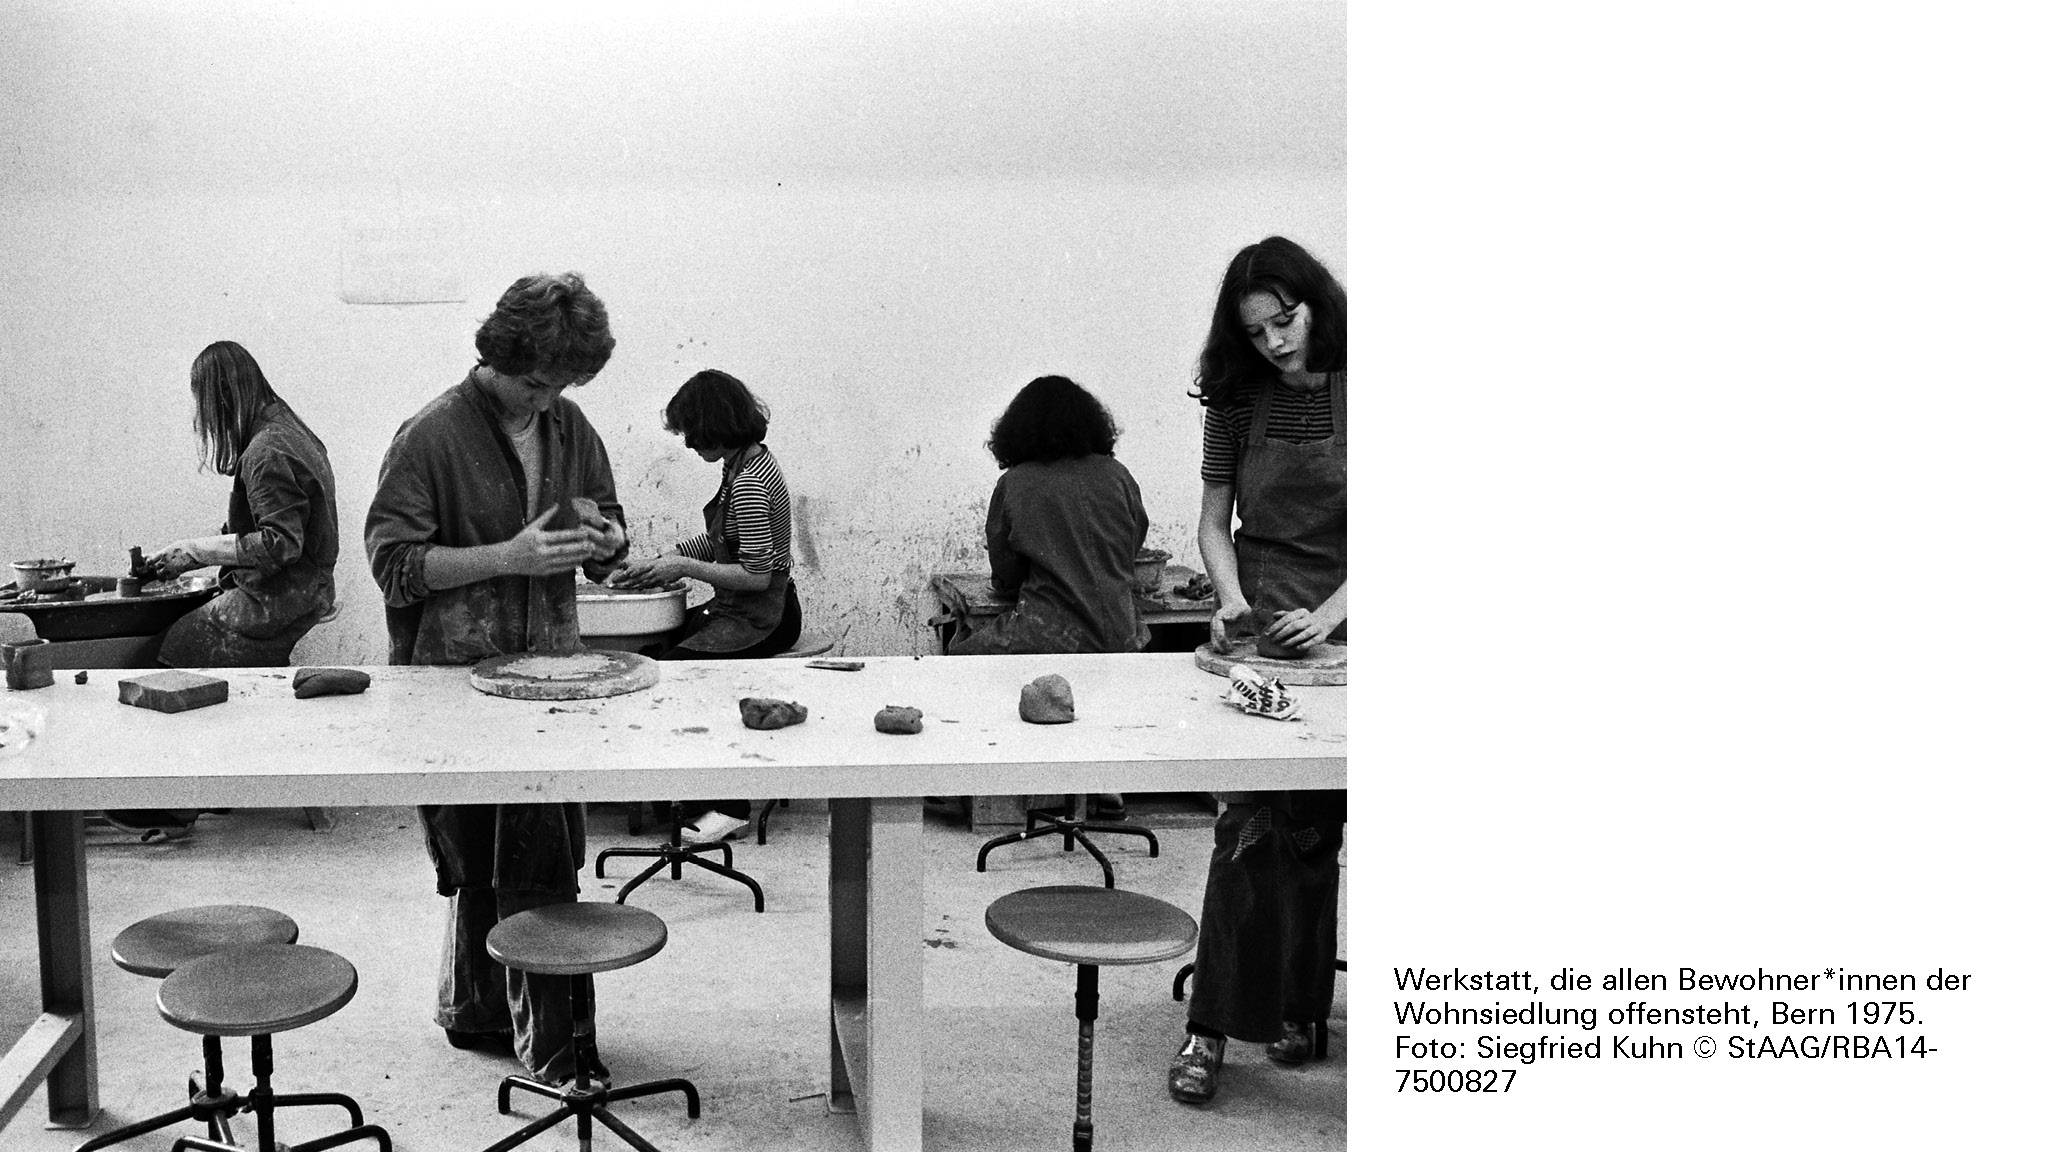 Werkstatt, die allen Bewohner*innen der
Wohnsiedlung offensteht, Bern 1975.
Foto: Siegfried Kuhn © StAAG/RBA14-
7500827